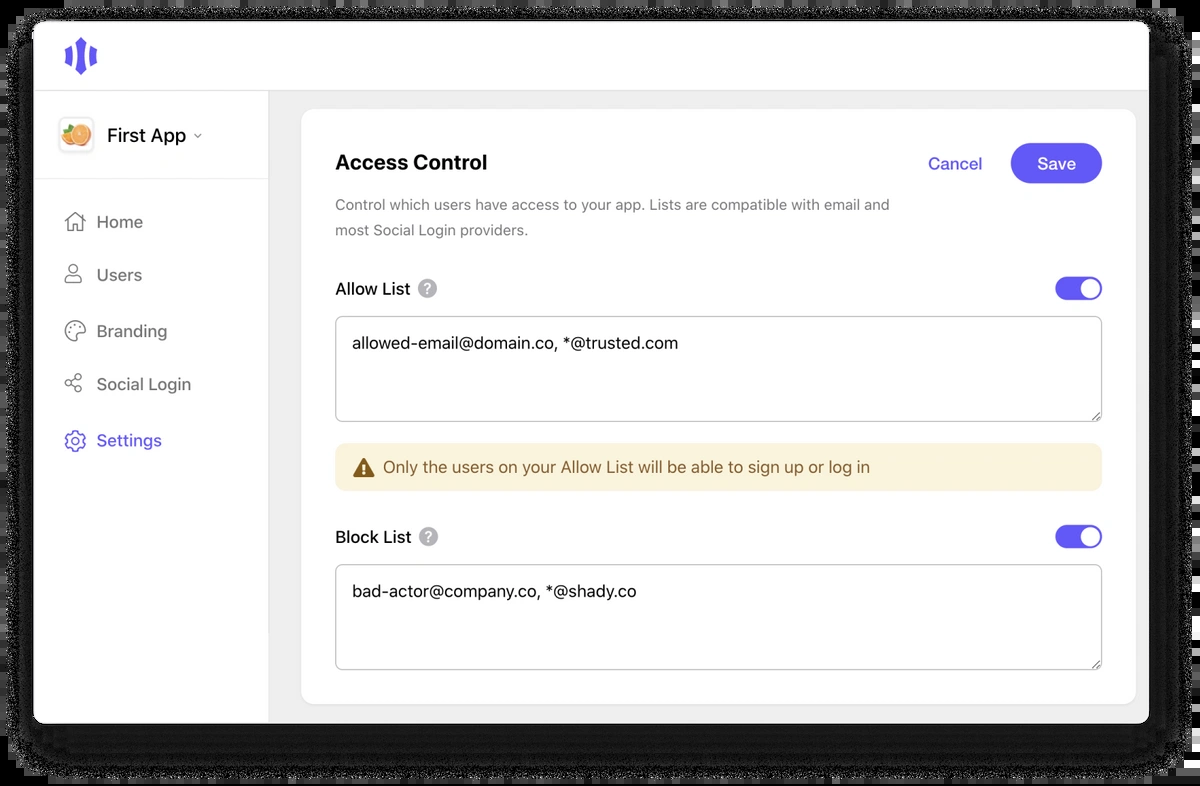 First App
Home
Users
Branding
Social Login
Settings
Access Control
Cancel
Save
Control which users have access to your app. Lists are compatible with email and
most Social Login providers.
Allow List ?
allowed-email@domain.co, *@trusted.com
Only the users on your Allow List will be able to sign up or log in
Block List ?
bad-actor@company.co, *@shady.co